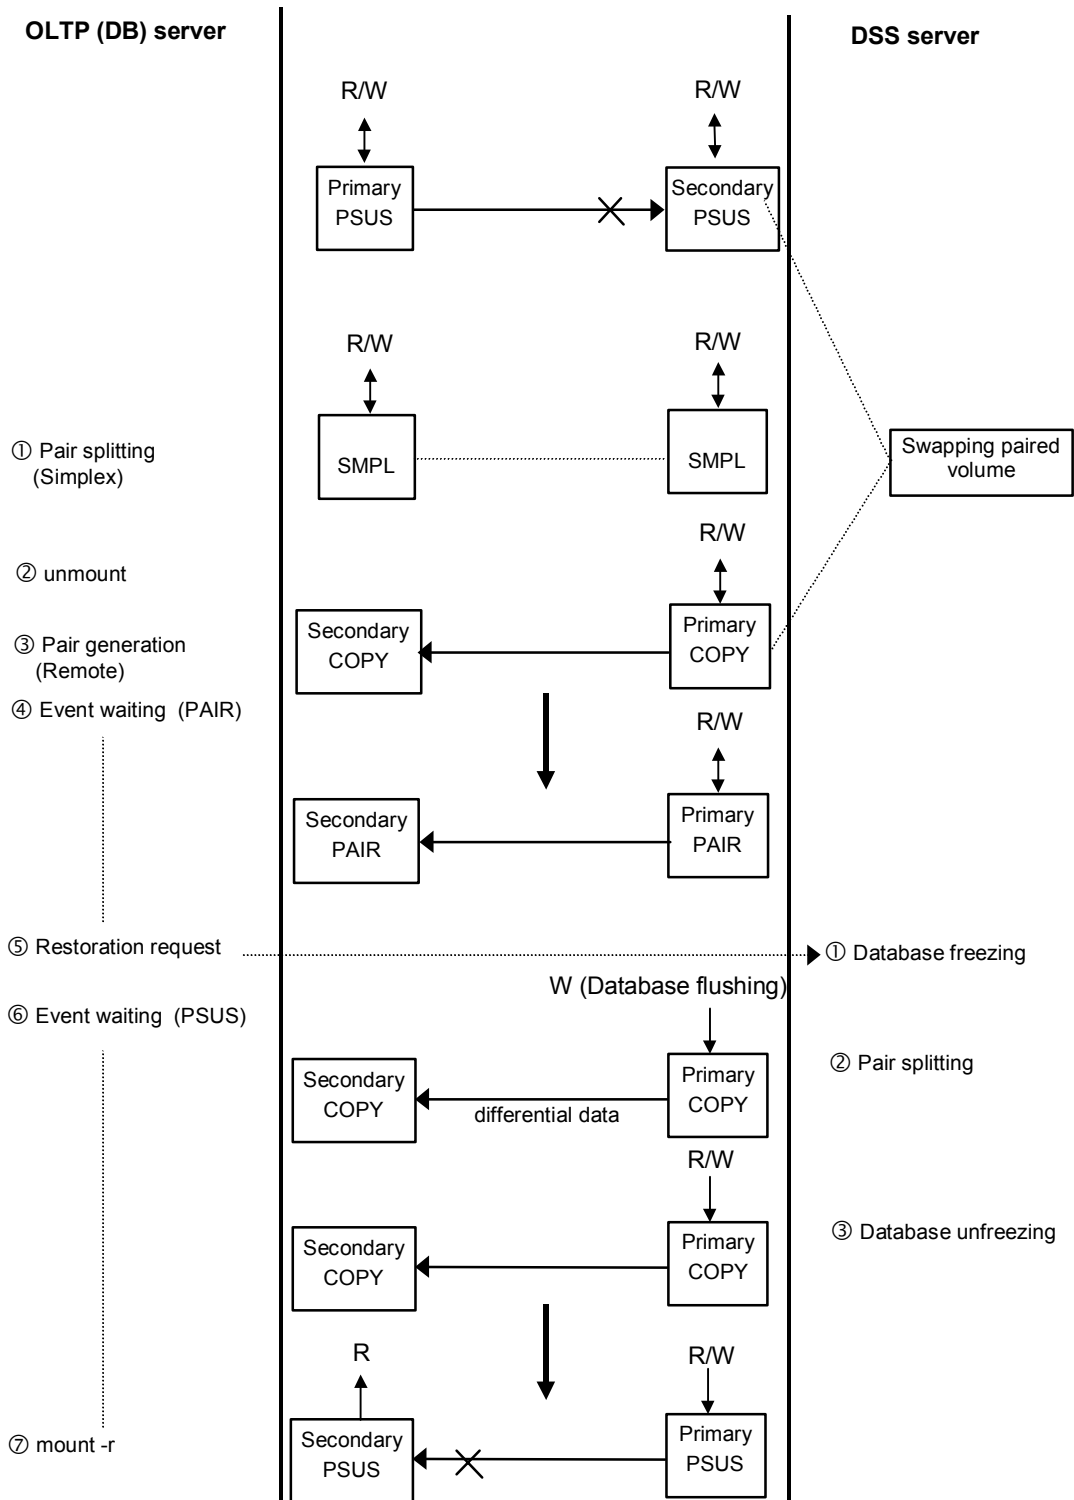 OLTP (DB) server
DSS server
R/W
R/W
Primary
PSUS
Secondary
PSUS
R/W
R/W
① Pair splitting
(Simplex)
SMPL
SMPL
Swapping paired
volume
R/W
② unmount
③ Pair generation
(Remote)
Secondary
COPY
Primary
COPY
④ Event waiting (PAIR)
R/W
Secondary
PAIR
Primary
PAIR
⑤ Restoration request
① Database freezing
W (Database flushing)
⑥ Event waiting (PSUS)
Secondary
COPY
differential data
Primary
COPY
② Pair splitting
R/W
Secondary
COPY
Primary
COPY
③ Database unfreezing
R
R/W
⑦ mount -r
Secondary
PSUS
Primary
PSUS